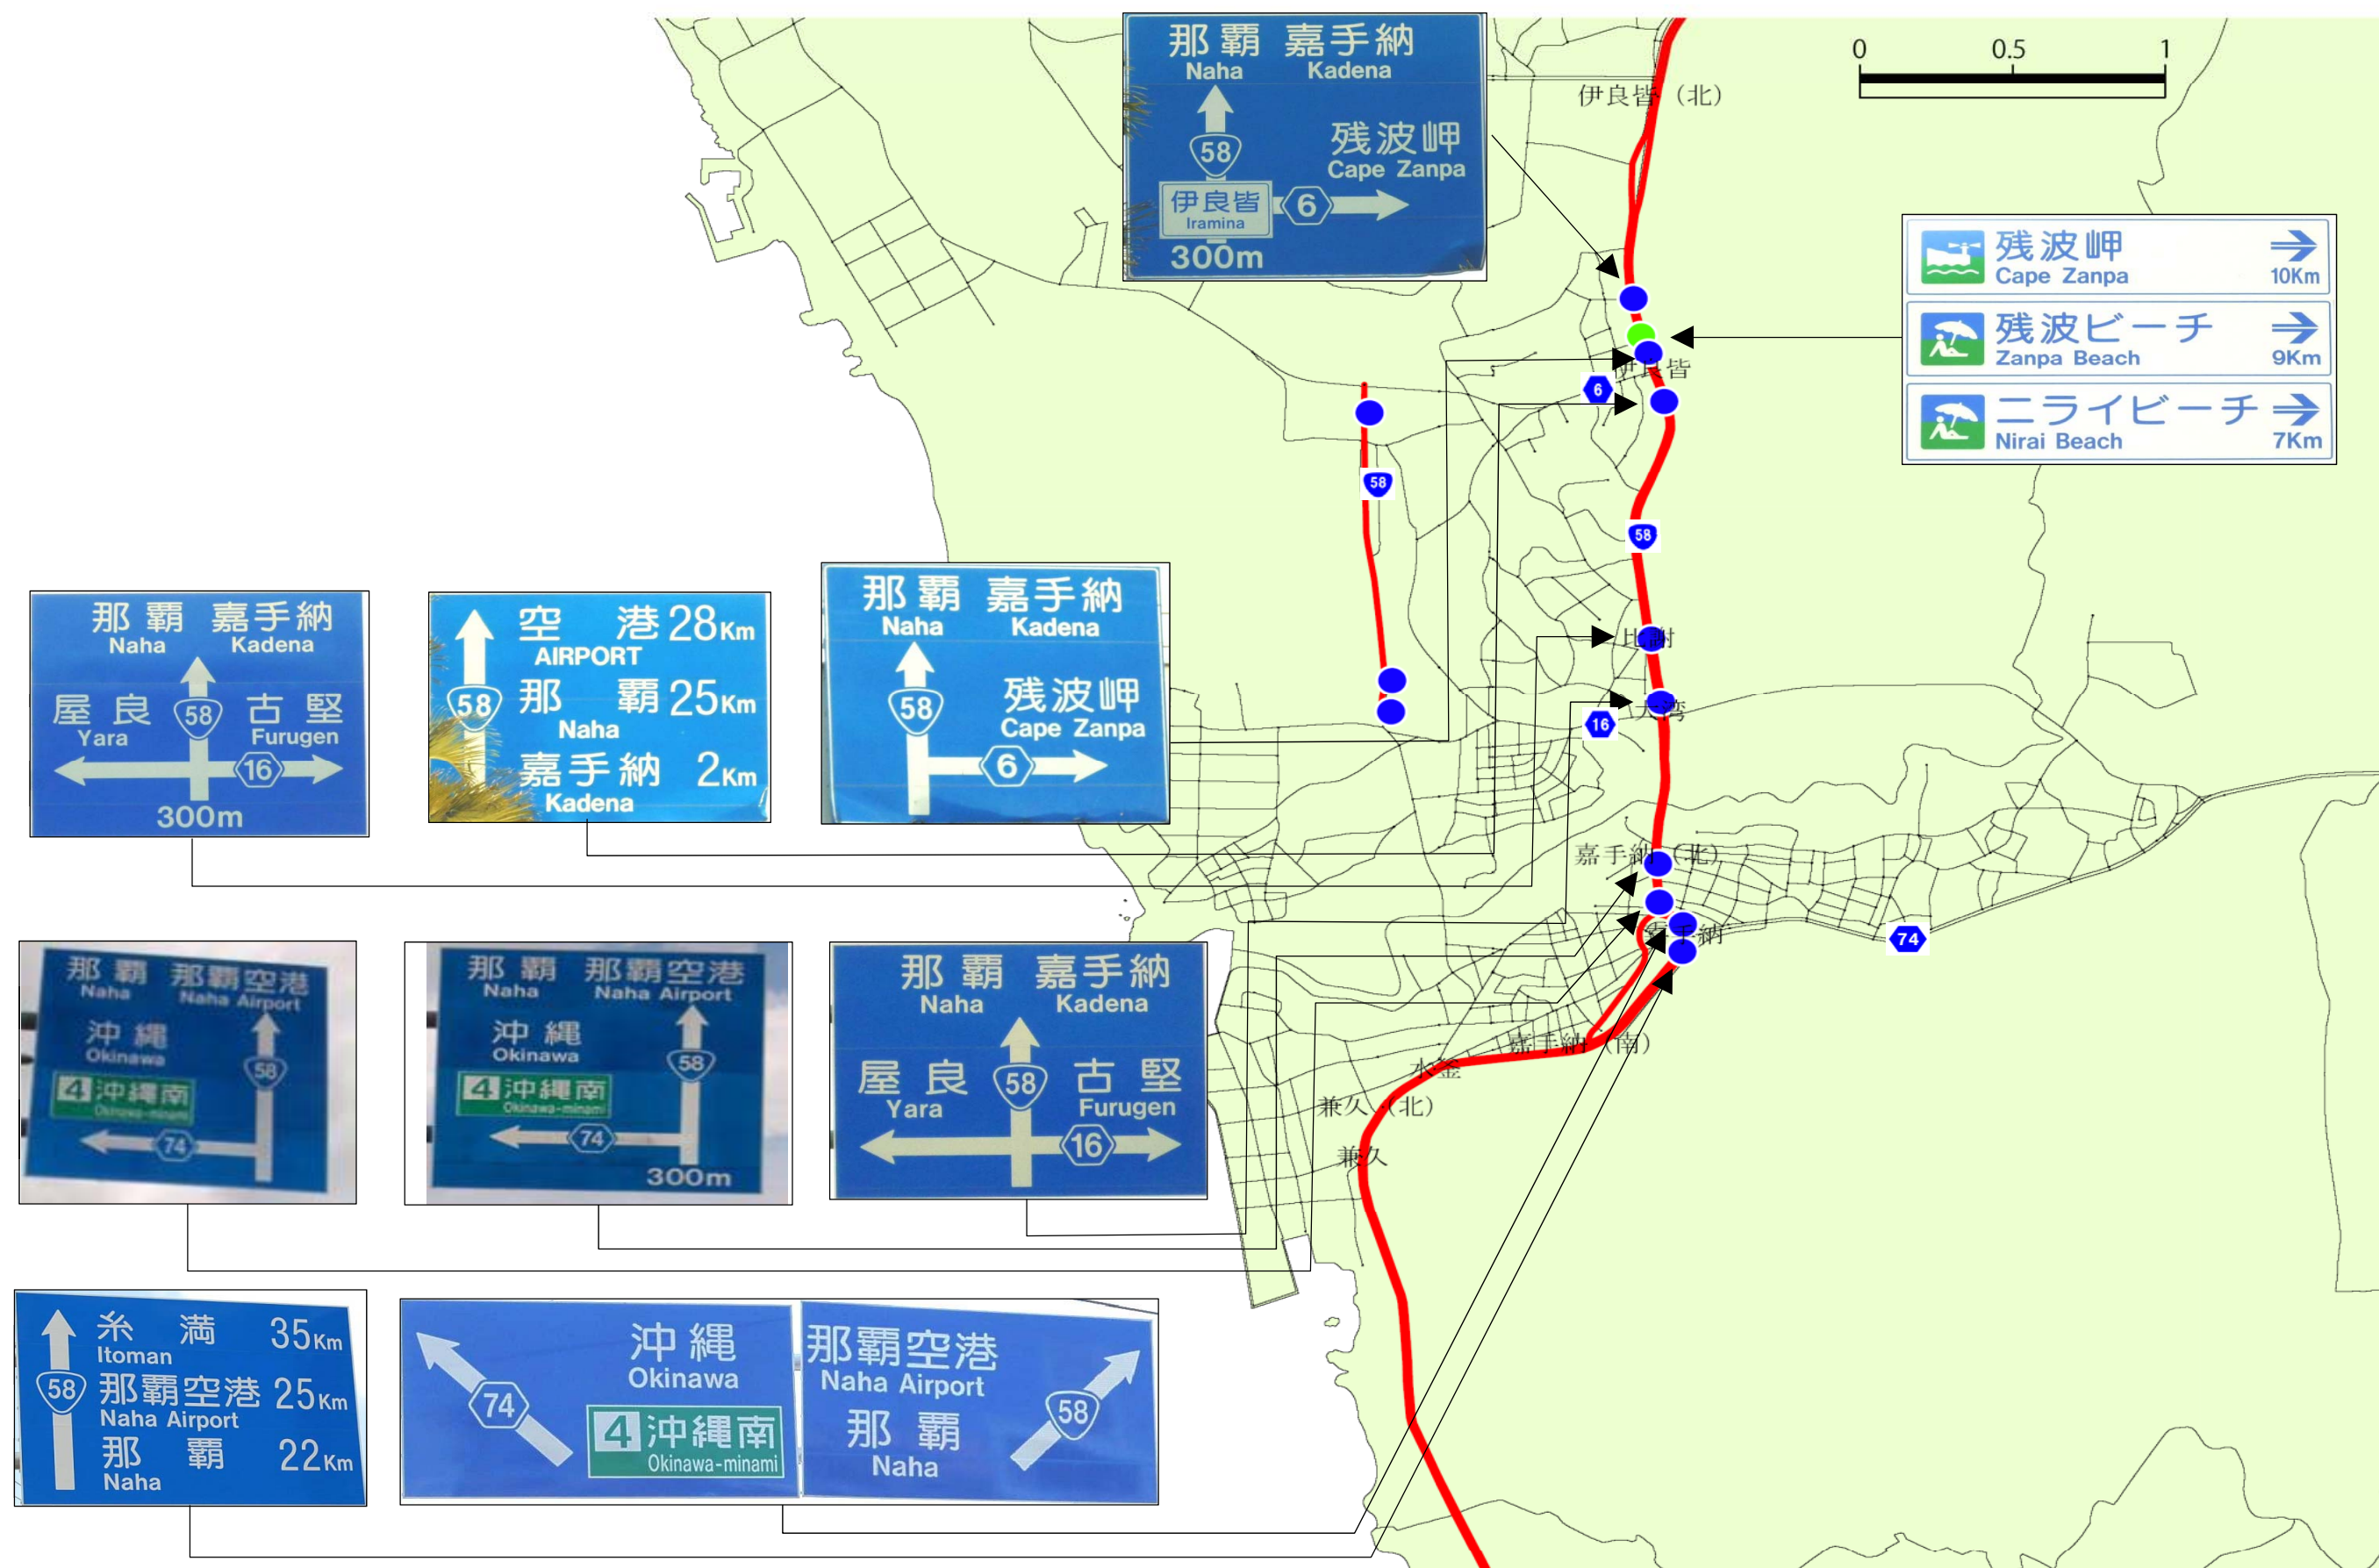 那覇 嘉手納
Naha Kadena
58
残波岬
Cape Zanpa
伊良皆
Iramina
6
300m
伊良皆（北）
0 0.5 1
残波岬
Cape Zanpa 10Km
残波ビーチ
Zanpa Beach 9Km
ニライビーチ
Nirai Beach 7Km
伊良皆
6
58
58
比謝
16
大湾
嘉手納（北）
嘉手納
74
嘉手納（南）
水釜
兼久（北）
兼久
那覇 嘉手納
Naha Kadena
屋良 58 古堅
Yara Furugen
16
300m
空港 28Km
AIRPORT
58 那覇 25Km
Naha
嘉手納 2Km
Kadena
那覇 嘉手納
Naha Kadena
58 残波岬
Cape Zanpa
6
那覇 那覇空港
Naha Naha Airport
沖縄
Okinawa
58
4 沖縄南
Okinawa-minami
74
那覇 那覇空港
Naha Naha Airport
沖縄
Okinawa
58
4 沖縄南
Okinawa-minami
74
300m
那覇 嘉手納
Naha Kadena
屋良 58 古堅
Yara Furugen
16
糸満 35Km
Itoman
58 那覇空港 25Km
Naha Airport
那覇 22Km
Naha
沖縄
Okinawa
74
4 沖縄南
Okinawa-minami
那覇空港
Naha Airport
58
那覇
Naha